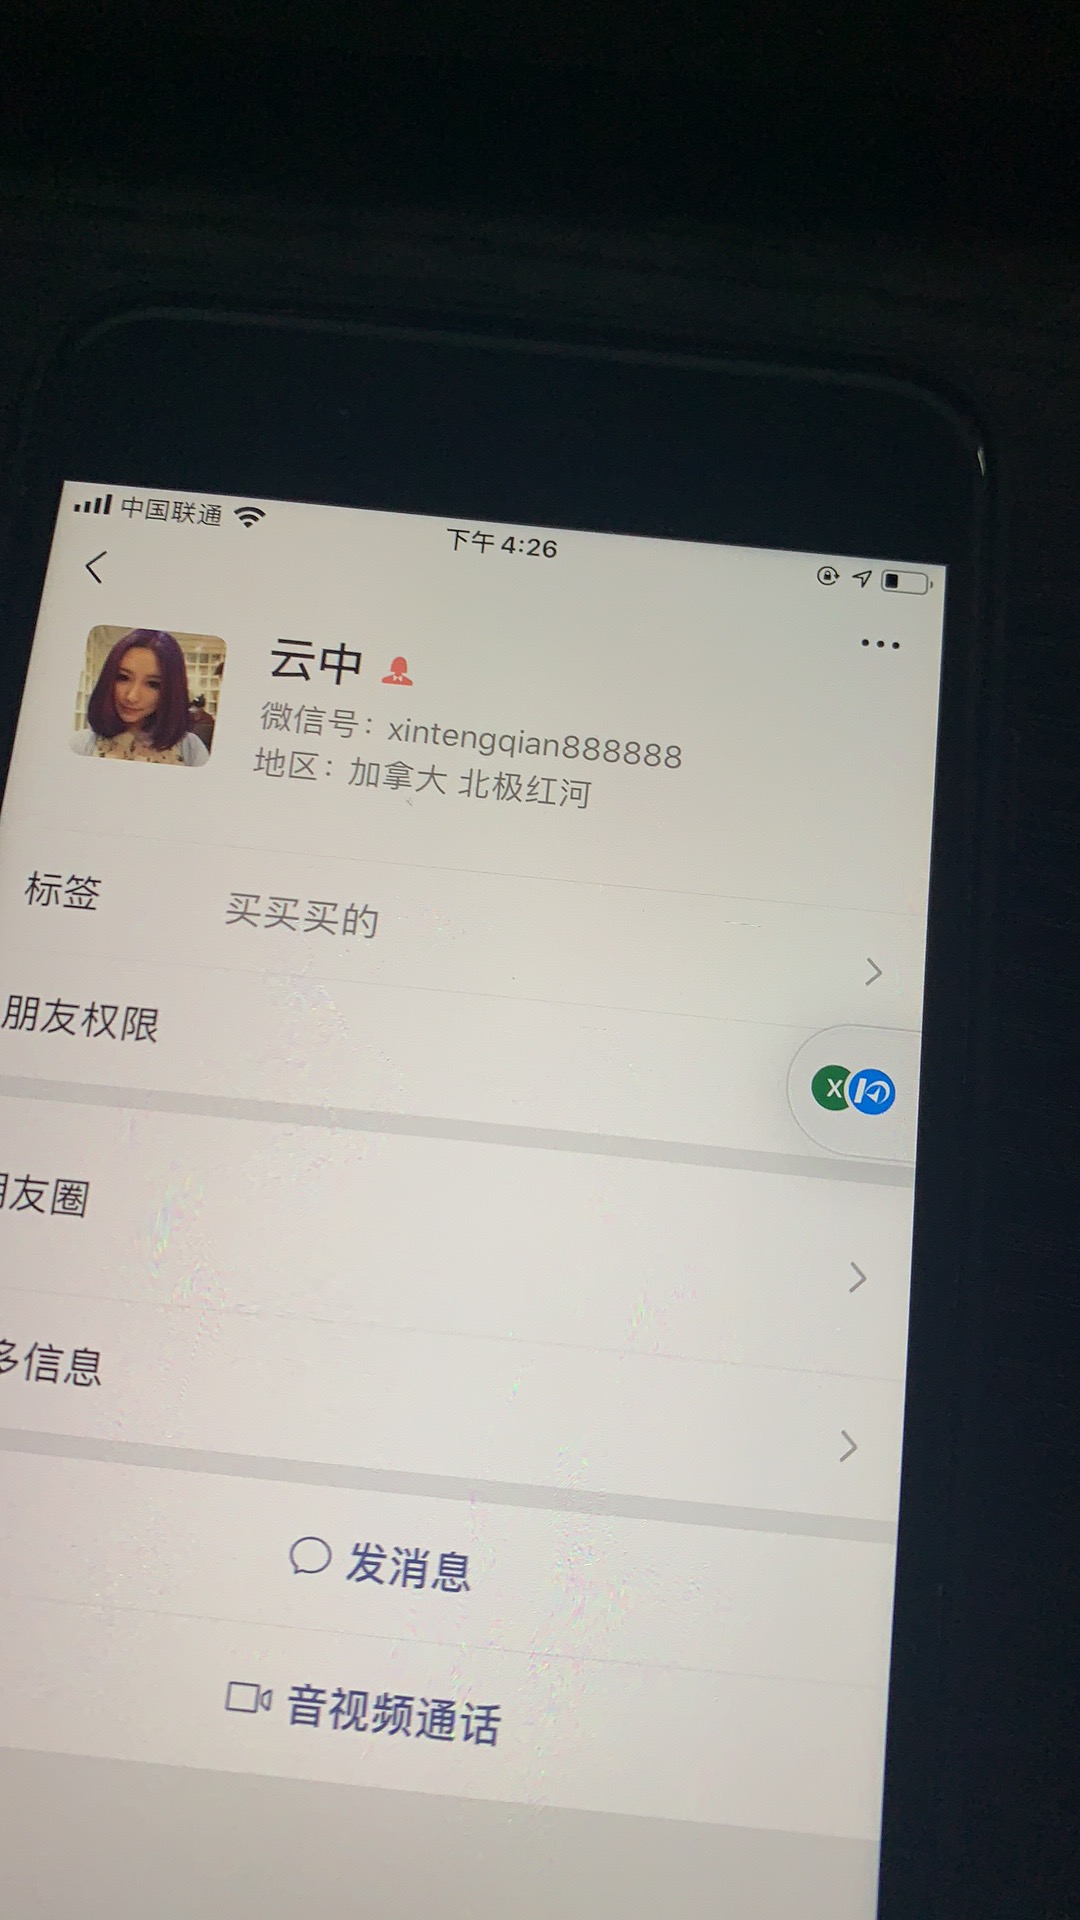 中国联通
下午4:26
云中
微信号：xintengqian888888
地区：加拿大 北极红河
标签 买买买的
朋友权限
X
朋友圈
多信息
发消息
音视频通话